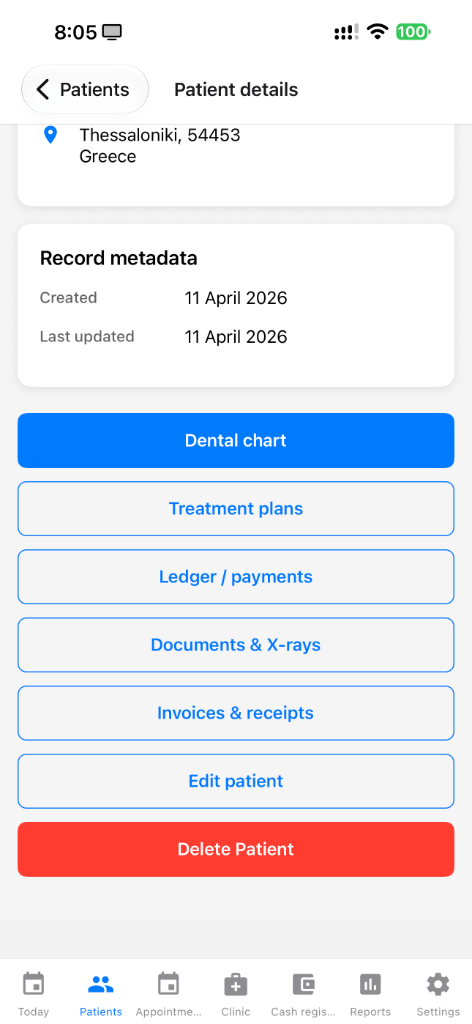 8:05
100
Patients
Patient details
Thessaloniki, 54453
Greece
Record metadata
Created 11 April 2026
Last updated 11 April 2026
Dental chart
Treatment plans
Ledger / payments
Documents & X-rays
Invoices & receipts
Edit patient
Delete Patient
Today Patients Appointme... Clinic Cash regis... Reports Settings